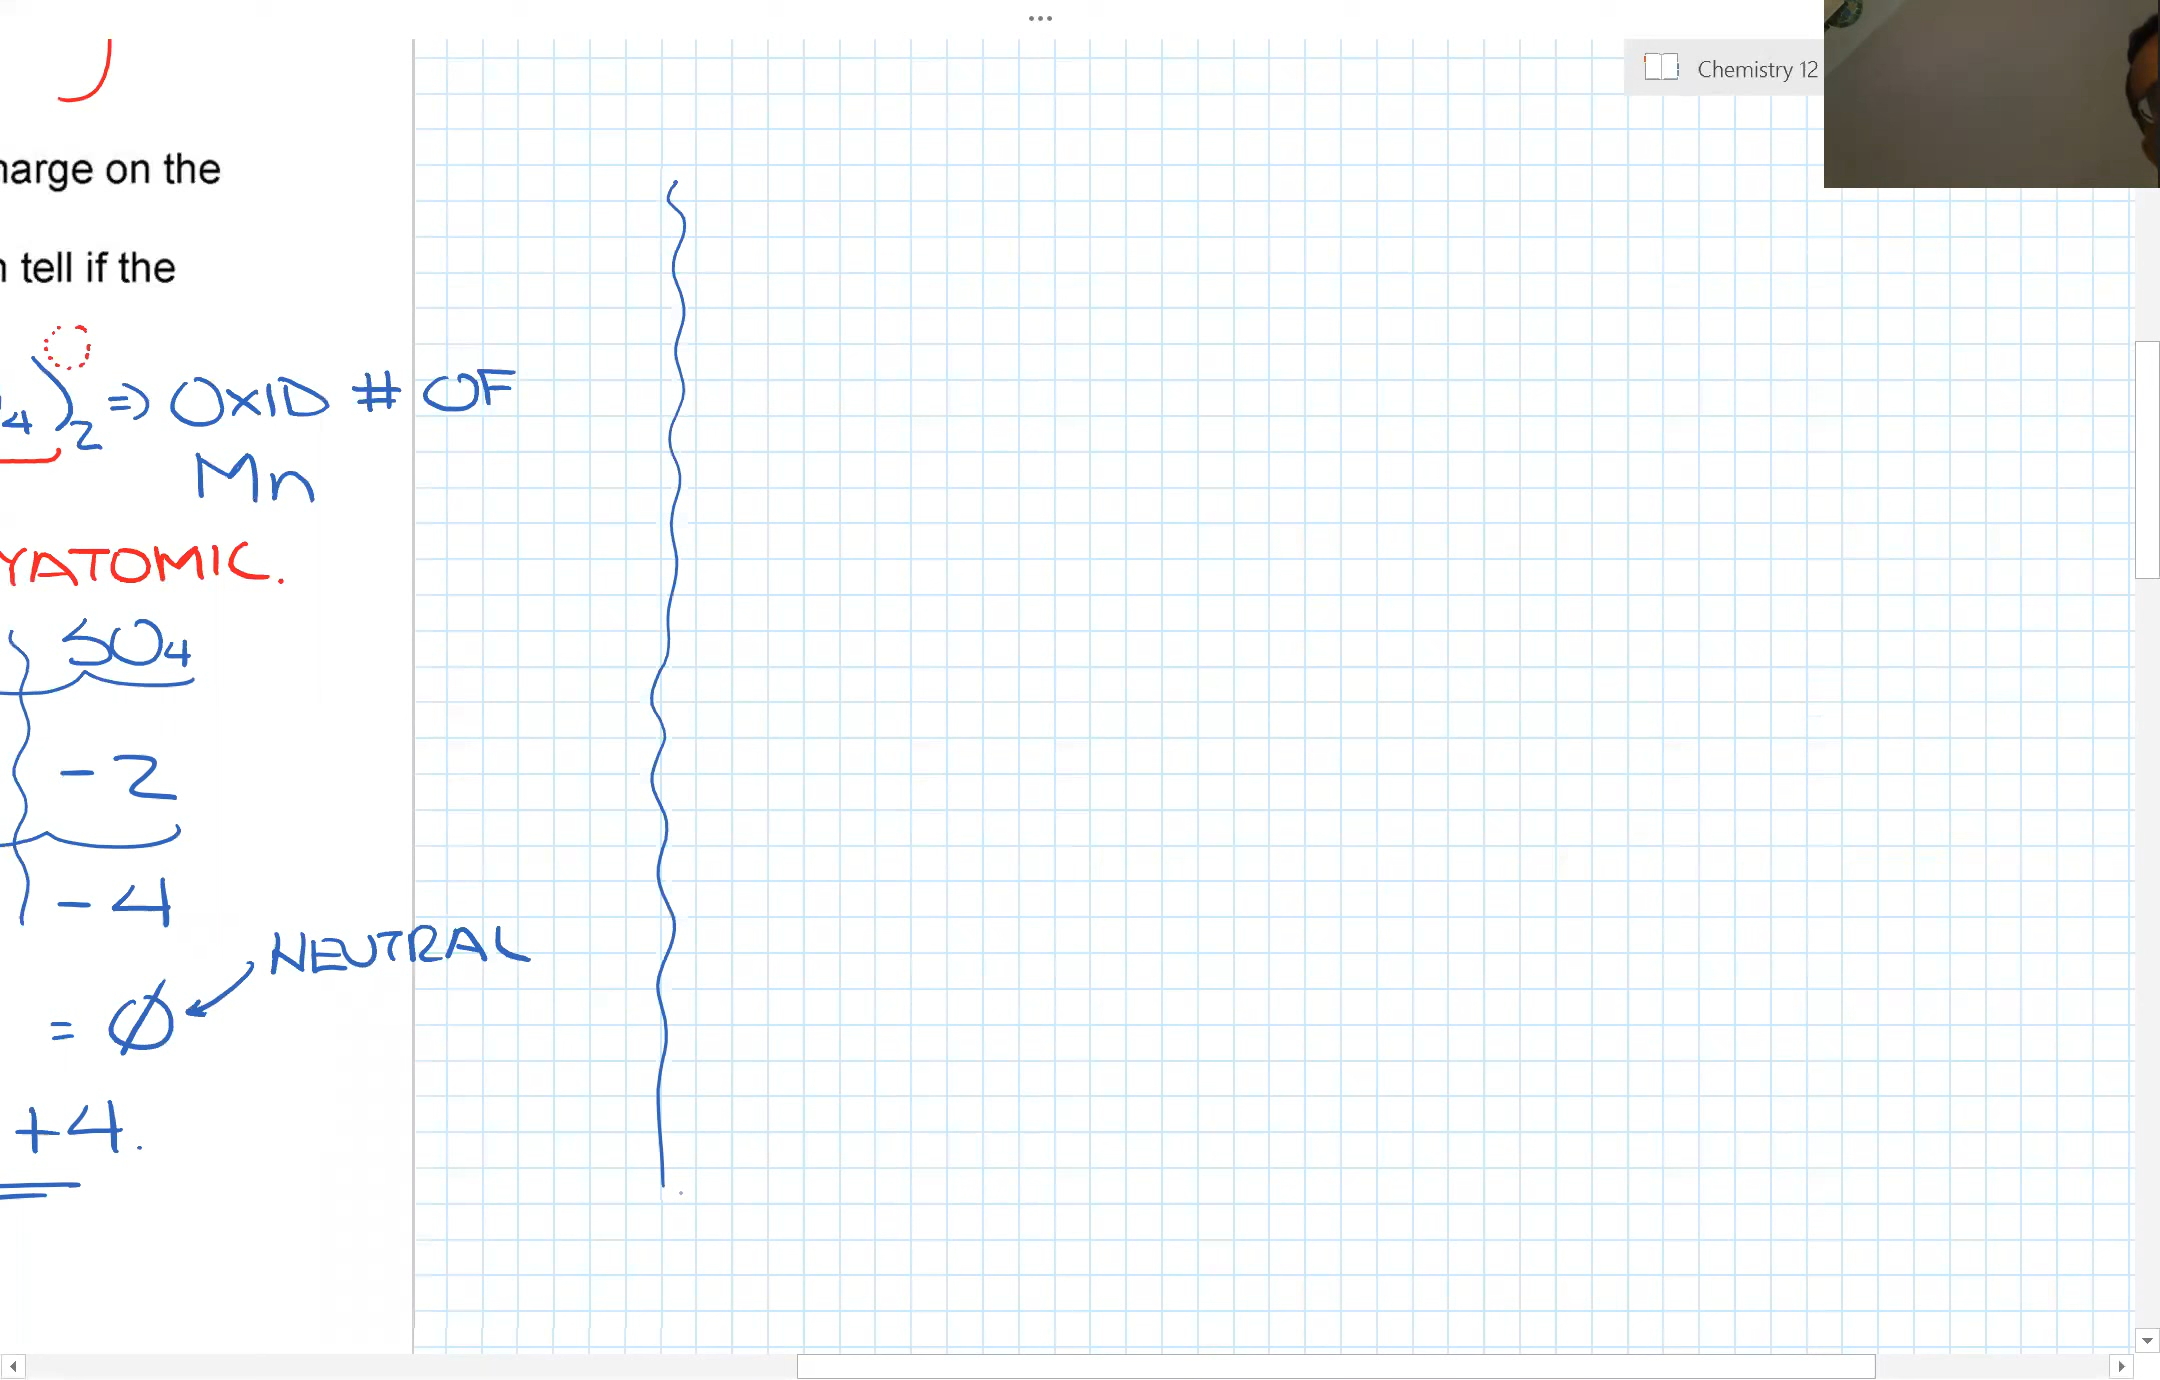 Chemistry 12
harge on the
tell if the
4)2 => OXID # OF
Mn
YATOMIC.
SO4
- 2
- 4
NEUTRAL
= Ø
+4.